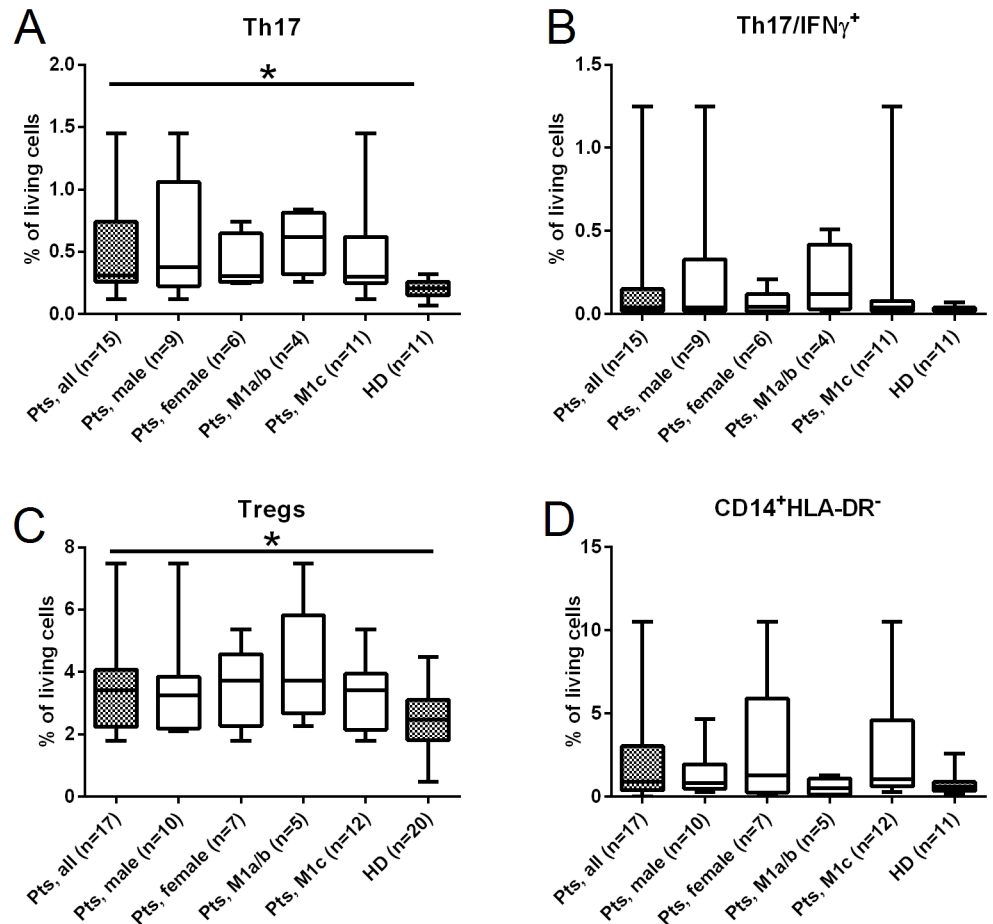 A
Th17
*
% of living cells
2.0
1.5
1.0
0.5
0.0
Pts, all (n=15)
Pts, male (n=9)
Pts, female (n=6)
Pts, M1a/b (n=4)
Pts, M1c (n=11)
HD (n=11)
B
Th17/IFNγ⁺
% of living cells
1.5
1.0
0.5
0.0
Pts, all (n=15)
Pts, male (n=9)
Pts, female (n=6)
Pts, M1a/b (n=4)
Pts, M1c (n=11)
HD (n=11)
C
Tregs
*
% of living cells
8
6
4
2
0
Pts, all (n=17)
Pts, male (n=10)
Pts, female (n=7)
Pts, M1a/b (n=5)
Pts, M1c (n=12)
HD (n=20)
D
CD14⁺HLA-DR⁻
% of living cells
15
10
5
0
Pts, all (n=17)
Pts, male (n=10)
Pts, female (n=7)
Pts, M1a/b (n=5)
Pts, M1c (n=12)
HD (n=11)